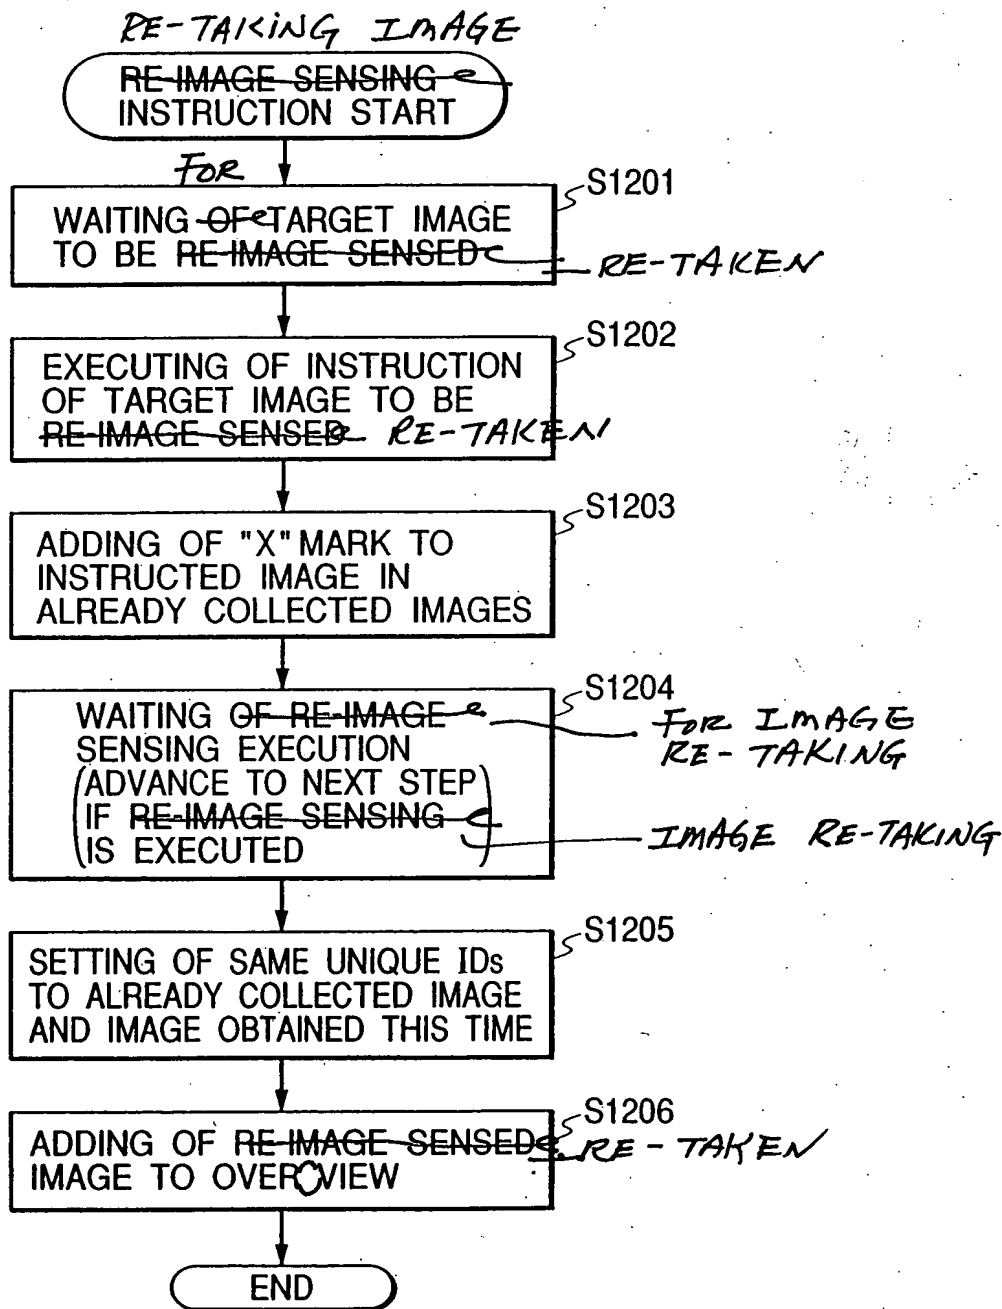 RE-TAKING IMAGE
RE-IMAGE SENSING
INSTRUCTION START
FOR
S1201
WAITING OF TARGET IMAGE
TO BE RE-IMAGE SENSED
RE-TAKEN
S1202
EXECUTING OF INSTRUCTION
OF TARGET IMAGE TO BE
RE-IMAGE SENSED RE-TAKEN
S1203
ADDING OF "X" MARK TO
INSTRUCTED IMAGE IN
ALREADY COLLECTED IMAGES
S1204
WAITING OF RE-IMAGE
SENSING EXECUTION
(ADVANCE TO NEXT STEP
IF RE-IMAGE SENSING
IS EXECUTED)
FOR IMAGE
RE-TAKING
IMAGE RE-TAKING
S1205
SETTING OF SAME UNIQUE IDs
TO ALREADY COLLECTED IMAGE
AND IMAGE OBTAINED THIS TIME
S1206
ADDING OF RE-IMAGE SENSED
IMAGE TO OVER VIEW
RE-TAKEN
END